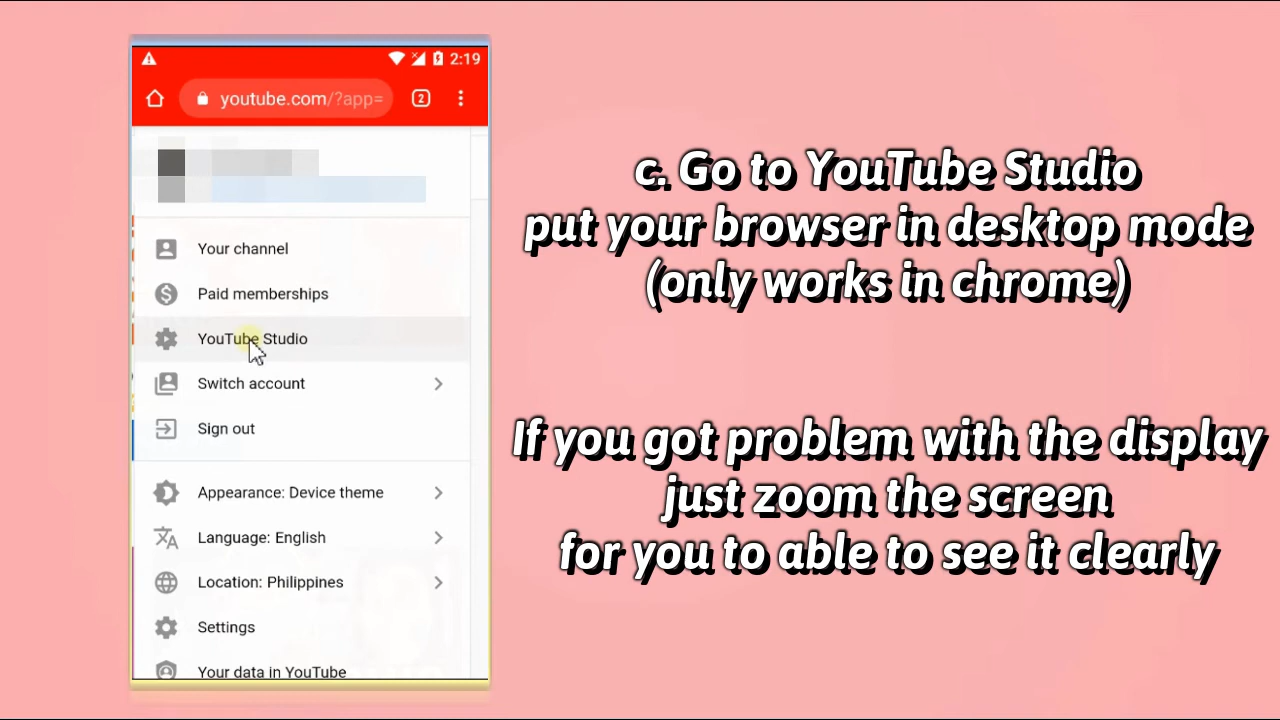 2:19
youtube.com/?app=
2
Your channel
Paid memberships
YouTube Studio
Switch account
Sign out
Appearance: Device theme
Language: English
Location: Philippines
Settings
Your data in YouTube
c. Go to YouTube Studio
put your browser in desktop mode
(only works in chrome)
If you got problem with the display
just zoom the screen
for you to able to see it clearly